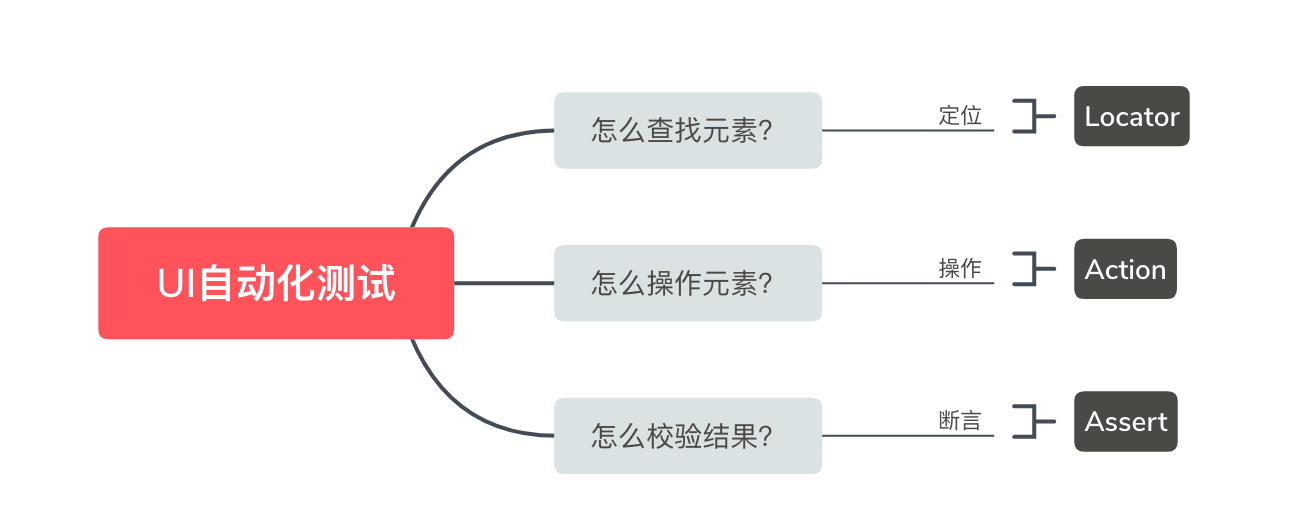 UI自动化测试
怎么查找元素?
定位
Locator
怎么操作元素?
操作
Action
怎么校验结果?
断言
Assert